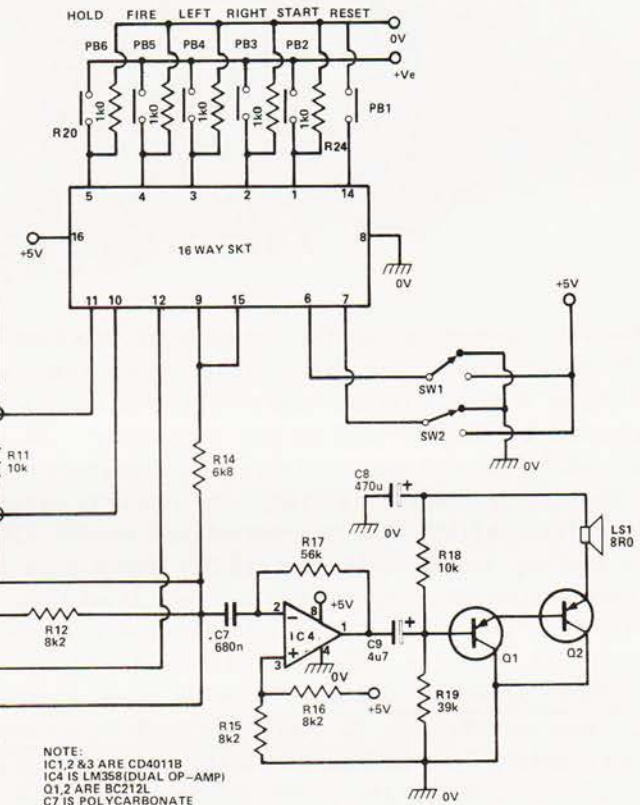 HOLD FIRE LEFT RIGHT START RESET
0V
PB6 PB5 PB4 PB3 PB2
+Ve
1k0 1k0 1k0 1k0 1k0
PB1
R20
R24
5 4 3 2 1 14
16
16 WAY SKT
8
+5V
0V
11 10 12 9 15 6 7
+5V
SW1
SW2
0V
R11
10k
R14
6k8
C8
470u
0V
LS1
8R0
R17
56k
R18
10k
+5V
2 8
IC4 1
R12
8k2
C7
680n
3 4
C9
4u7
0V
Q1 Q2
R16
8k2
+5V
R15
8k2
R19
39k
0V
NOTE:
IC1,2 &3 ARE CD4011B
IC4 IS LM358(DUAL OP-AMP)
Q1,2 ARE BC212L
C7 IS POLYCARBONATE